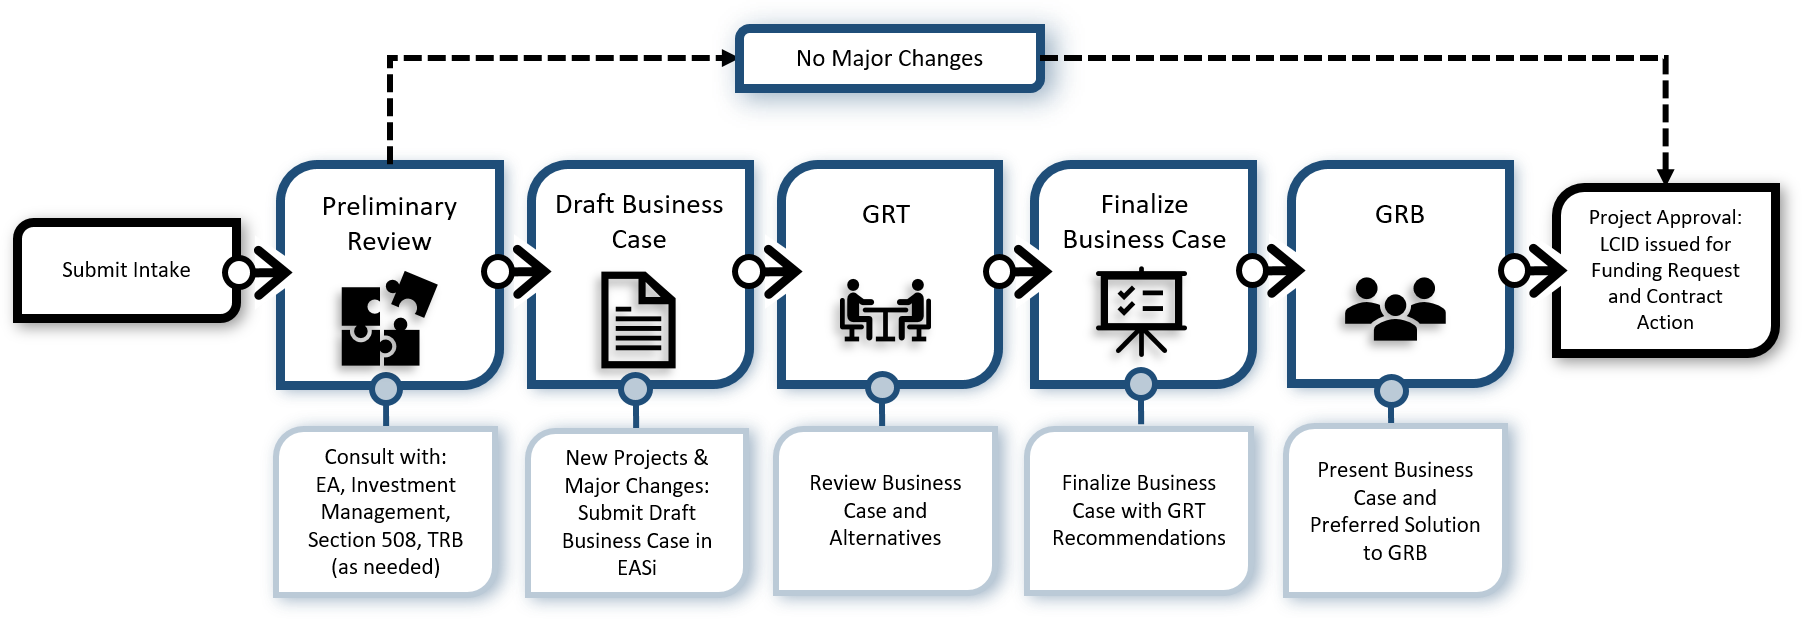 No Major Changes
Submit Intake
Preliminary
Review
Draft Business
Case
GRT
Finalize
Business Case
GRB
Project Approval:
LCID issued for
Funding Request
and Contract
Action
Consult with:
EA, Investment
Management,
Section 508, TRB
(as needed)
New Projects &
Major Changes:
Submit Draft
Business Case in
EASi
Review Business
Case and
Alternatives
Finalize Business
Case with GRT
Recommendations
Present Business
Case and
Preferred Solution
to GRB